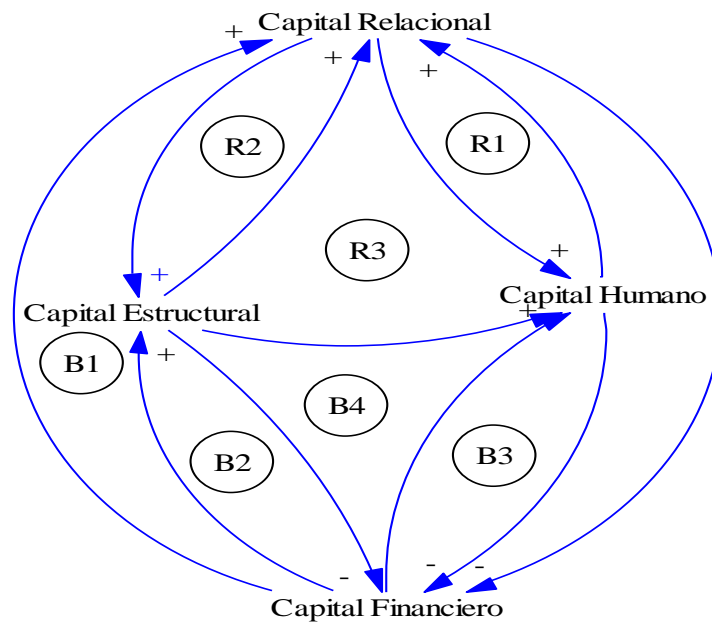 Capital Relacional
+
+
+
R2
R1
R3
+
+
Capital Estructural
Capital Humano
+
+
B1
B4
B2
B3
-
-
-
Capital Financiero